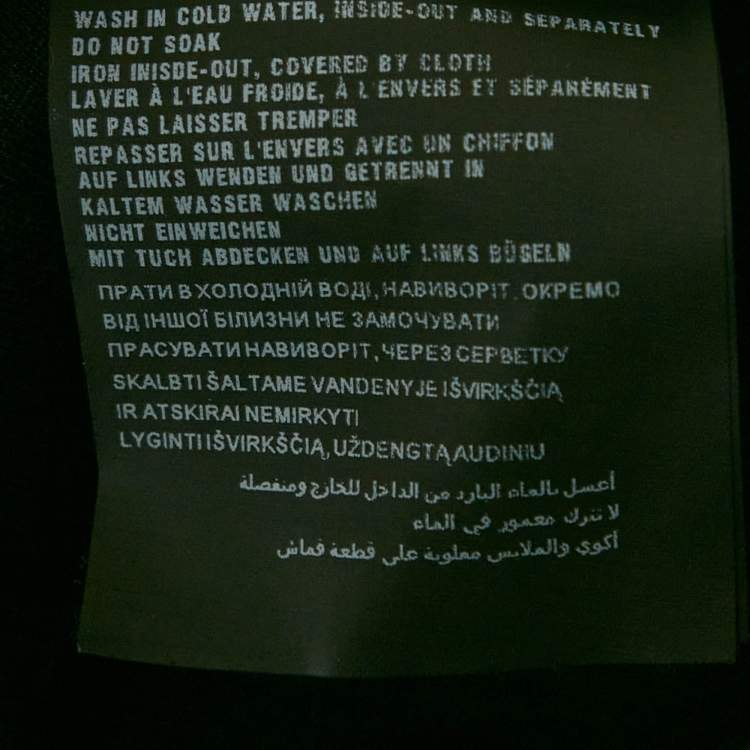 WASH IN COLD WATER, INSIDE-OUT AND SEPARATELY
DO NOT SOAK
IRON INISDE-OUT, COVERED BY CLOTH
LAVER À L'EAU FROIDE, À L'ENVERS ET SÉPARÉMENT
NE PAS LAISSER TREMPER
REPASSER SUR L'ENVERS AVEC UN CHIFFON
AUF LINKS WENDEN UND GETRENNT IN
KALTEM WASSER WASCHEN
NICHT EINWEICHEN
MIT TUCH ABDECKEN UND AUF LINKS BÜGELN
ПРАТИ В ХОЛОДНІЙ ВОДІ, НАВИВОРІТ. ОКРЕМО
ВІД ІНШОЇ БІЛИЗНИ НЕ ЗАМОЧУВАТИ
ПРАСУВАТИ НАВИВОРІТ, ЧЕРЕЗ СЕРВЕТКУ
SKALBTI ŠALTAME VANDENYJE IŠVIRKŠČIĄ
IR ATSKIRAI NEMIRKYTI
LYGINTI IŠVIRKŠČIĄ, UŽDENGTĄ AUDINIU
أغسل بالماء البارد من الداخل للخارج ومنفصلة
لا تترك مغمور في الماء
أكوي والملابس مقلوبة على قطعة قماش